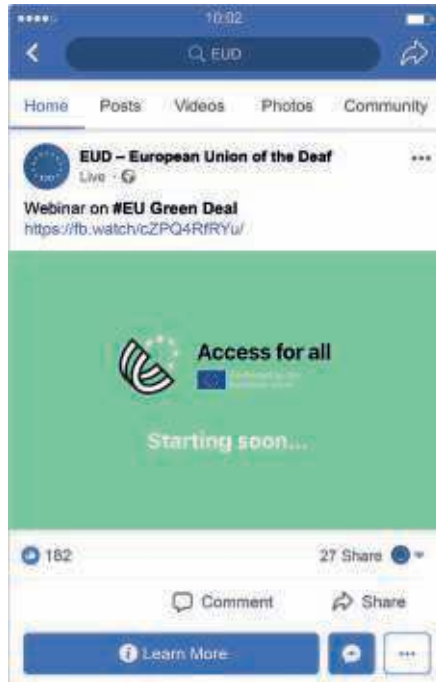 10:02
EUD
Home Posts Videos Photos Community
EUD – European Union of the Deaf
Live
Webinar on #EU Green Deal
https://fb.watch/cZPQ4RfRYu/
Access for all
Starting soon...
182
27 Share
Comment Share
Learn More